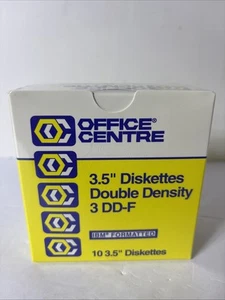 OFFICE®
CENTRE
3.5" Diskettes
Double Density
3 DD-F
IBM® FORMATTED
10 3.5" Diskettes